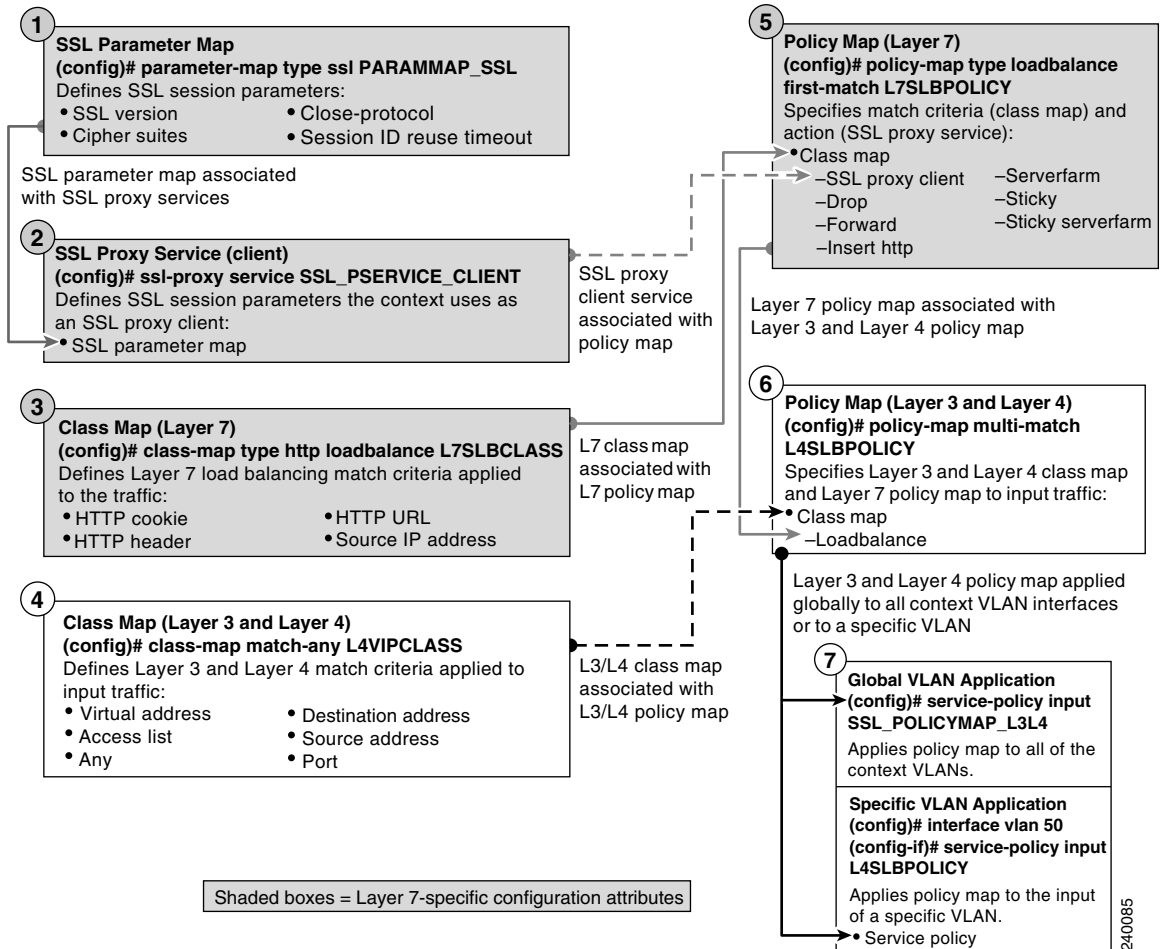 1
SSL Parameter Map
(config)# parameter-map type ssl PARAMMAP_SSL
Defines SSL session parameters:
• SSL version
• Cipher suites
• Close-protocol
• Session ID reuse timeout
SSL parameter map associated
with SSL proxy services
2
SSL Proxy Service (client)
(config)# ssl-proxy service SSL_PSERVICE_CLIENT
Defines SSL session parameters the context uses as
an SSL proxy client:
• SSL parameter map
SSL proxy
client service
associated with
policy map
3
Class Map (Layer 7)
(config)# class-map type http loadbalance L7SLBCLASS
Defines Layer 7 load balancing match criteria applied
to the traffic:
• HTTP cookie
• HTTP header
• HTTP URL
• Source IP address
L7 class map
associated with
L7 policy map
4
Class Map (Layer 3 and Layer 4)
(config)# class-map match-any L4VIPCLASS
Defines Layer 3 and Layer 4 match criteria applied to
input traffic:
• Virtual address
• Access list
• Any
• Destination address
• Source address
• Port
L3/L4 class map
associated with
L3/L4 policy map
5
Policy Map (Layer 7)
(config)# policy-map type loadbalance
first-match L7SLBPOLICY
Specifies match criteria (class map) and
action (SSL proxy service):
• Class map
–SSL proxy client
–Drop
–Forward
–Insert http
–Serverfarm
–Sticky
–Sticky serverfarm
Layer 7 policy map associated with
Layer 3 and Layer 4 policy map
6
Policy Map (Layer 3 and Layer 4)
(config)# policy-map multi-match
L4SLBPOLICY
Specifies Layer 3 and Layer 4 class map
and Layer 7 policy map to input traffic:
• Class map
–Loadbalance
Layer 3 and Layer 4 policy map applied
globally to all context VLAN interfaces
or to a specific VLAN
7
Global VLAN Application
(config)# service-policy input
SSL_POLICYMAP_L3L4
Applies policy map to all of the
context VLANs.
Specific VLAN Application
(config)# interface vlan 50
(config-if)# service-policy input
L4SLBPOLICY
Applies policy map to the input
of a specific VLAN.
• Service policy
Shaded boxes = Layer 7-specific configuration attributes
240085